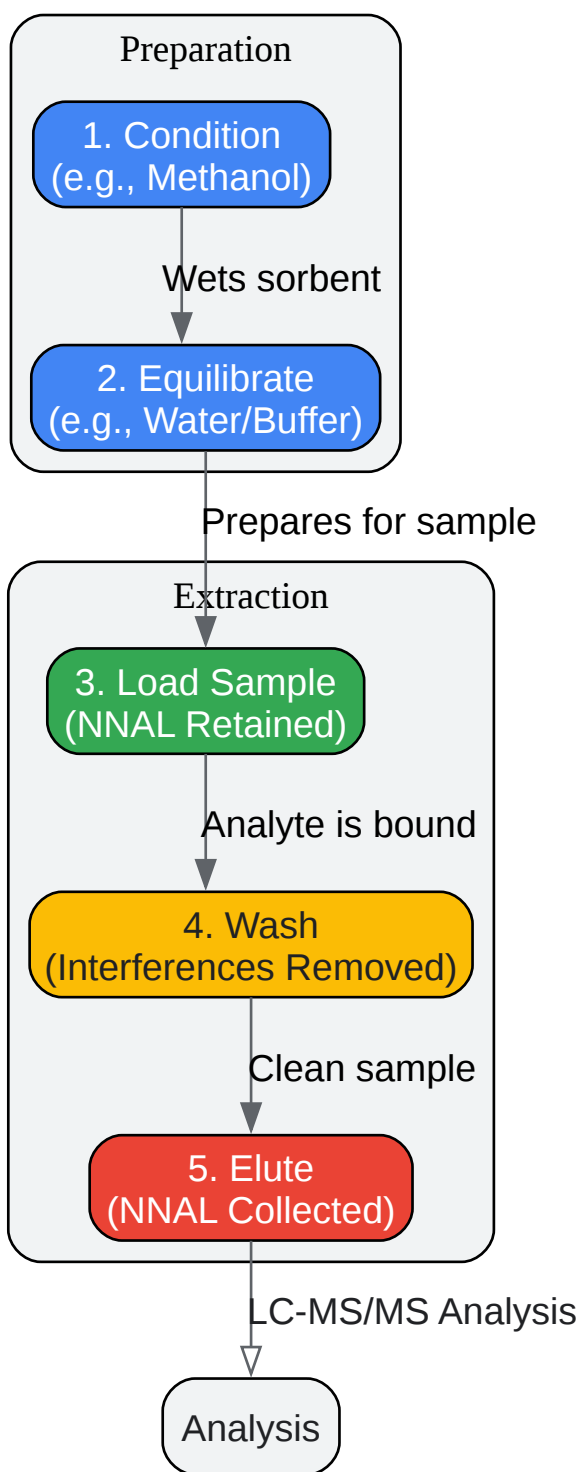 Preparation
1. Condition
(e.g., Methanol)
Wets sorbent
2. Equilibrate
(e.g., Water/Buffer)
Prepares for sample
Extraction
3. Load Sample
(NNAL Retained)
Analyte is bound
4. Wash
(Interferences Removed)
Clean sample
5. Elute
(NNAL Collected)
LC-MS/MS Analysis
Analysis